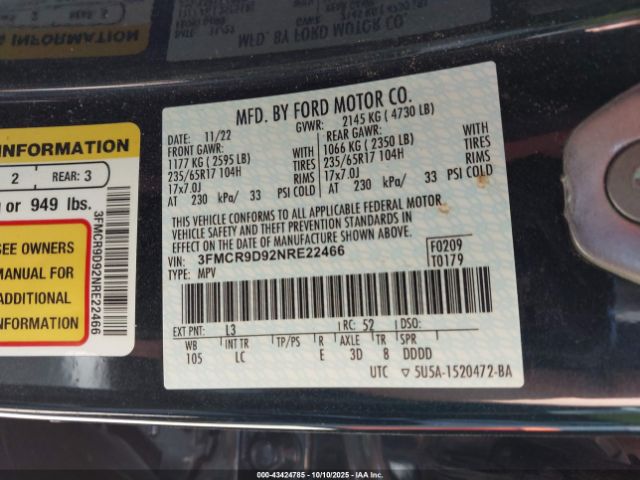 MFD. BY FORD MOTOR CO.
DATE: 11/22
GVWR: 2145 KG ( 4730 LB)
FRONT GAWR:
REAR GAWR:
1177 KG ( 2595 LB)
WITH
1066 KG ( 2350 LB)
WITH
235/65R17 104H
TIRES
235/65R17 104H
TIRES
17x7.0J
RIMS
17x7.0J
RIMS
AT 230 kPa/ 33 PSI COLD
AT 230 kPa/ 33 PSI COLD
THIS VEHICLE CONFORMS TO ALL APPLICABLE FEDERAL MOTOR
VEHICLE SAFETY AND THEFT PREVENTION STANDARDS IN
EFFECT ON THE DATE OF MANUFACTURE SHOWN ABOVE.
VIN: 3FMCR9D92NRE22466
TYPE: MPV
F0209
T0179
EXT PNT: L3
RC: 52
DSO:
WB
INT TR
TP/PS
R
AXLE
TR
SPR
105
LC
E
3D
8
DDDD
UTC ▽ 5U5A-1520472-BA
INFORMATION
2
REAR: 3
or 949 lbs.
SEE OWNERS
MANUAL FOR
ADDITIONAL
3FMCR9D92NRE22466
00-43424785 - 10/10/2025 - IAAI.COM